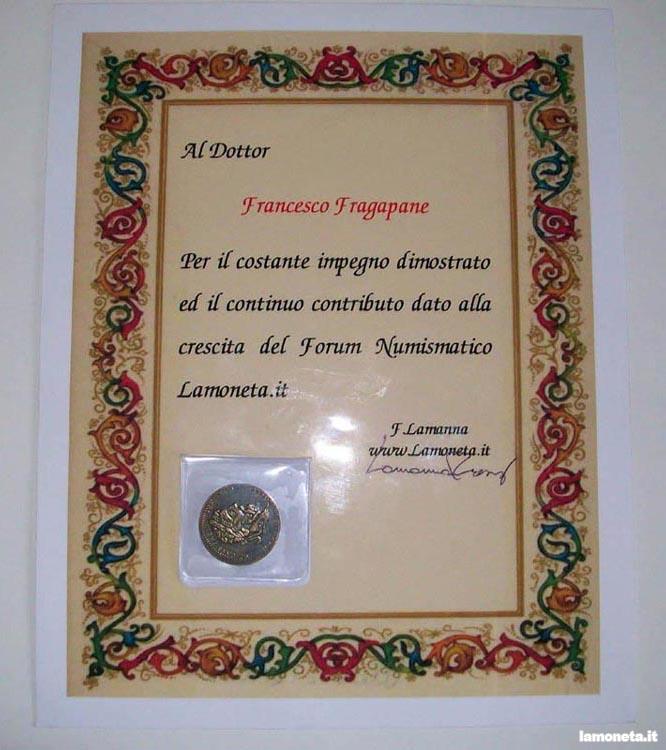 Al Dottor
Francesco Fragapane
Per il costante impegno dimostrato
ed il continuo contributo dato alla
crescita del Forum Numismatico
Lamoneta.it
F.Lamanna
www.Lamoneta.it
lamoneta.it